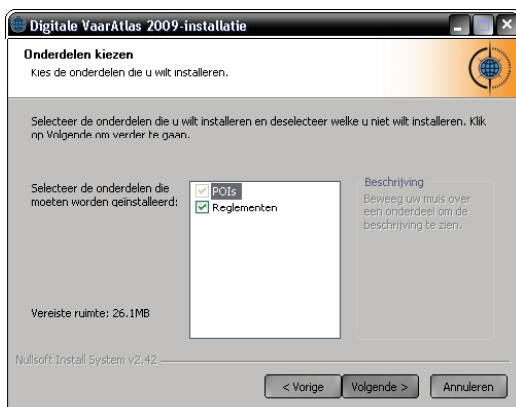 Digitale VaarAtlas 2009-installatie
Onderdelen kiezen
Kies de onderdelen die u wilt installeren.
Selecteer de onderdelen die u wilt installeren en deselecteer welke u niet wilt installeren. Klik
op Volgende om verder te gaan.
Selecteer de onderdelen die
moeten worden geïnstalleerd:
POIs
Reglementen
Beschrijving
Beweeg uw muis over
een onderdeel om de
beschrijving te zien.
Vereiste ruimte: 26.1MB
Nullsoft Install System v2.42
< Vorige
Volgende >
Annuleren